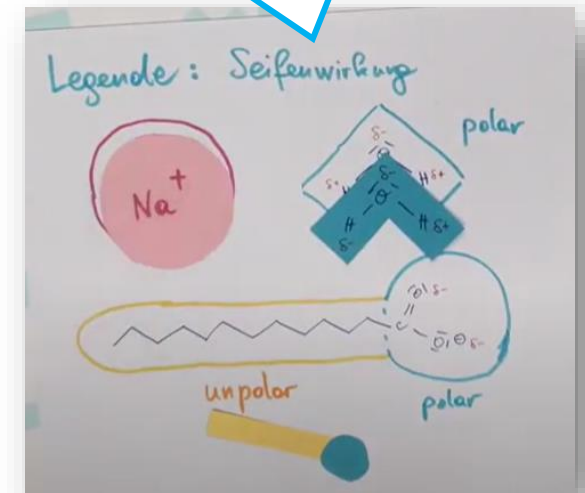 Legende: Seifenwirkung
polar
δ-
O
δ+ H H δ+
δ-
O
H H δ+
δ-
Na+
O δ-
C
O ⊖ δ-
unpolar
polar